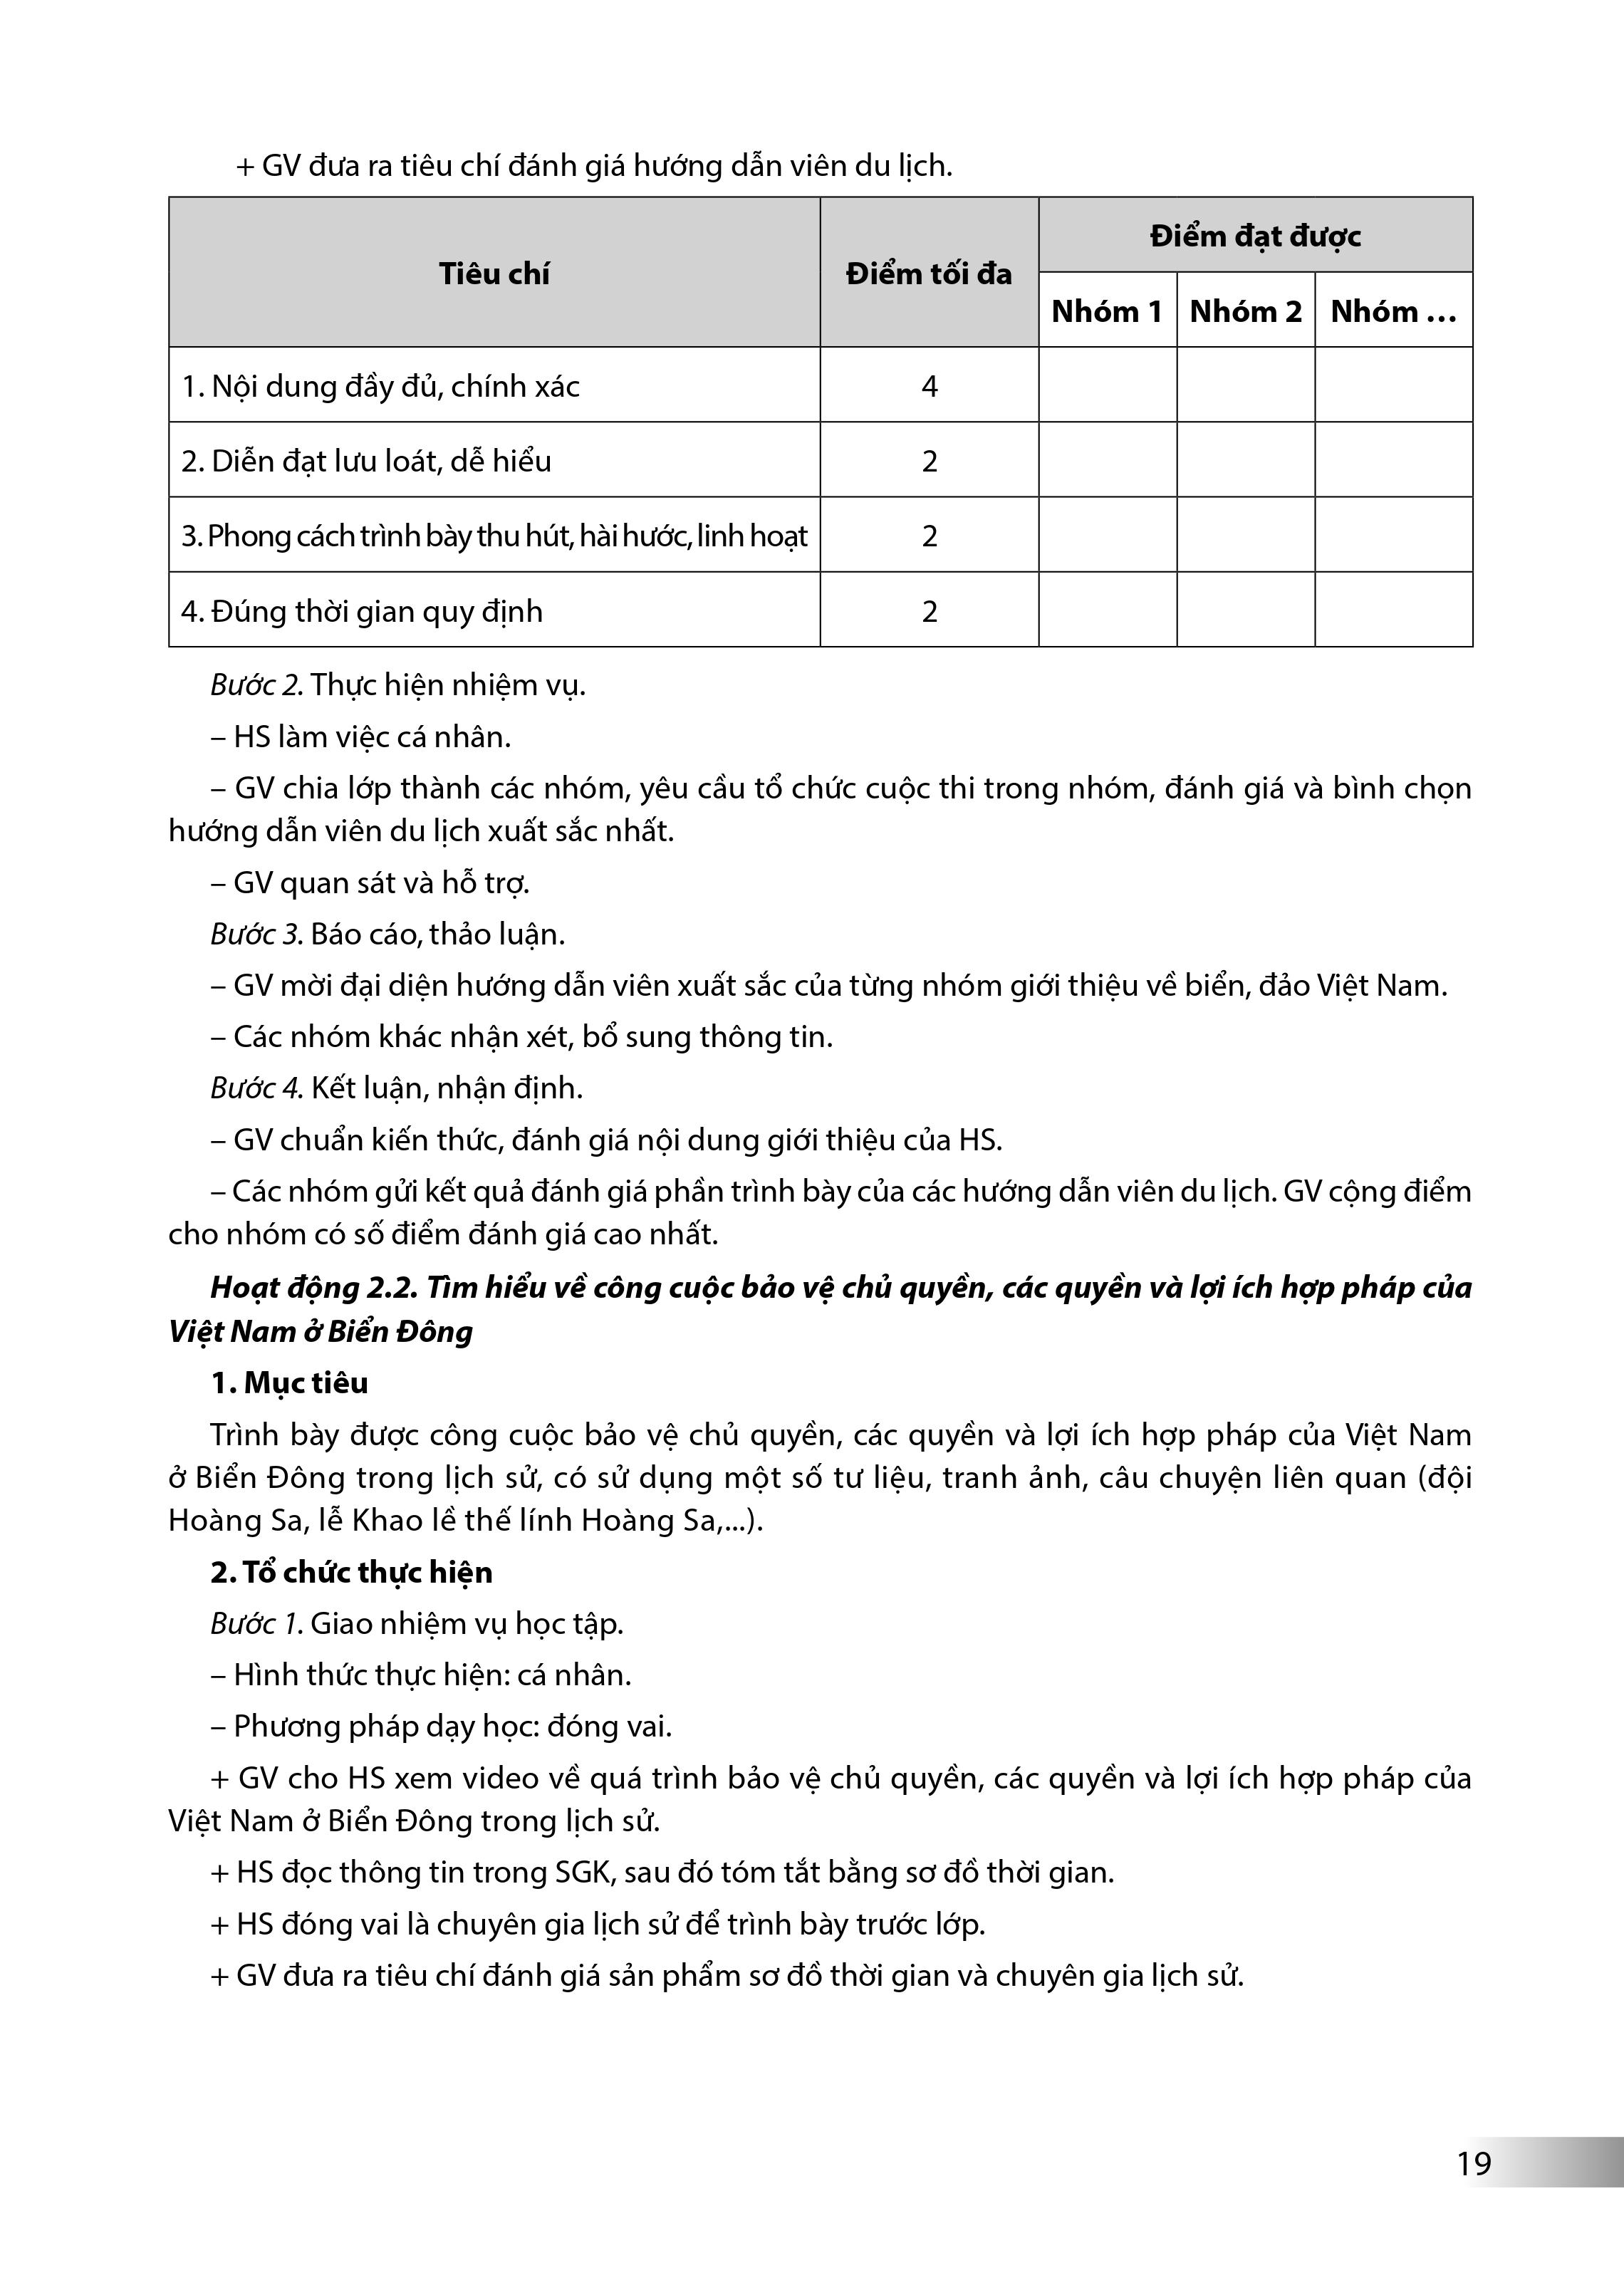 + GV đưa ra tiêu chí đánh giá hướng dẫn viên du lịch.
Tiêu chí
Điểm tối đa
Điểm đạt được
Nhóm 1
Nhóm 2
Nhóm …
1. Nội dung đầy đủ, chính xác
4
2. Diễn đạt lưu loát, dễ hiểu
2
3. Phong cách trình bày thu hút, hài hước, linh hoạt
2
4. Đúng thời gian quy định
2
Bước 2. Thực hiện nhiệm vụ.
– HS làm việc cá nhân.
– GV chia lớp thành các nhóm, yêu cầu tổ chức cuộc thi trong nhóm, đánh giá và bình chọn
hướng dẫn viên du lịch xuất sắc nhất.
– GV quan sát và hỗ trợ.
Bước 3. Báo cáo, thảo luận.
– GV mời đại diện hướng dẫn viên xuất sắc của từng nhóm giới thiệu về biển, đảo Việt Nam.
– Các nhóm khác nhận xét, bổ sung thông tin.
Bước 4. Kết luận, nhận định.
– GV chuẩn kiến thức, đánh giá nội dung giới thiệu của HS.
– Các nhóm gửi kết quả đánh giá phần trình bày của các hướng dẫn viên du lịch. GV cộng điểm
cho nhóm có số điểm đánh giá cao nhất.
Hoạt động 2.2. Tìm hiểu về công cuộc bảo vệ chủ quyền, các quyền và lợi ích hợp pháp của
Việt Nam ở Biển Đông
1. Mục tiêu
Trình bày được công cuộc bảo vệ chủ quyền, các quyền và lợi ích hợp pháp của Việt Nam
ở Biển Đông trong lịch sử, có sử dụng một số tư liệu, tranh ảnh, câu chuyện liên quan (đội
Hoàng Sa, lễ Khao lề thế lính Hoàng Sa,...).
2. Tổ chức thực hiện
Bước 1. Giao nhiệm vụ học tập.
– Hình thức thực hiện: cá nhân.
– Phương pháp dạy học: đóng vai.
+ GV cho HS xem video về quá trình bảo vệ chủ quyền, các quyền và lợi ích hợp pháp của
Việt Nam ở Biển Đông trong lịch sử.
+ HS đọc thông tin trong SGK, sau đó tóm tắt bằng sơ đồ thời gian.
+ HS đóng vai là chuyên gia lịch sử để trình bày trước lớp.
+ GV đưa ra tiêu chí đánh giá sản phẩm sơ đồ thời gian và chuyên gia lịch sử.
19